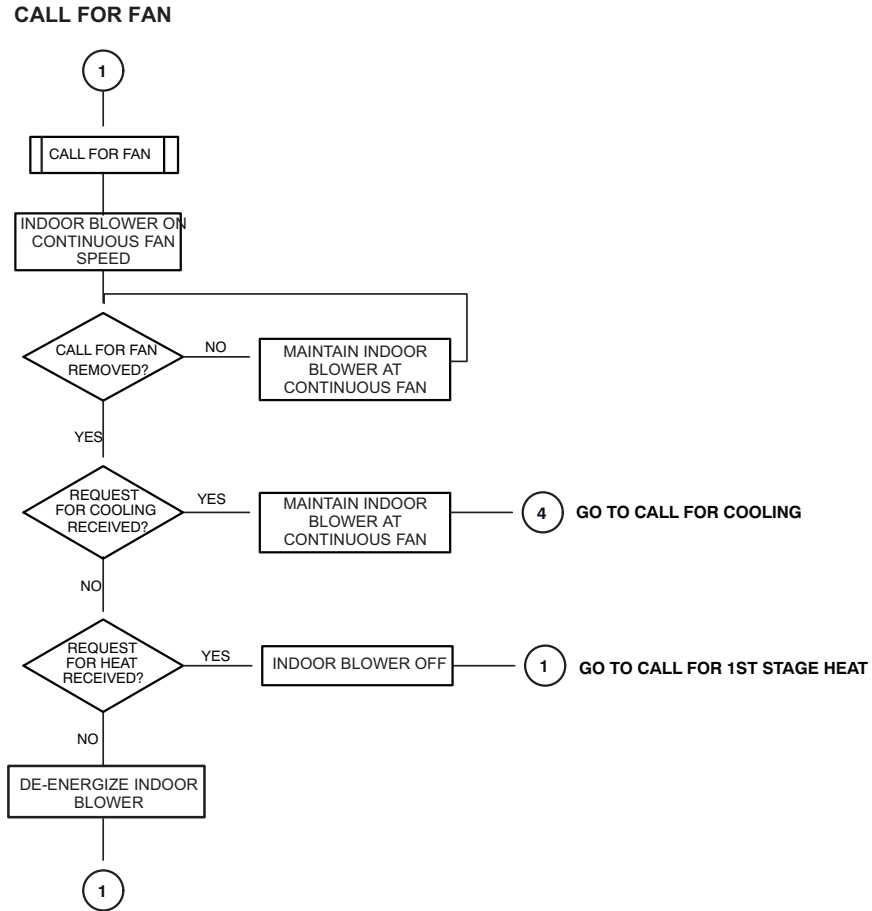 CALL FOR FAN
1
CALL FOR FAN
INDOOR BLOWER ON
CONTINUOUS FAN
SPEED
CALL FOR FAN
REMOVED?
NO
MAINTAIN INDOOR
BLOWER AT
CONTINUOUS FAN
YES
REQUEST
FOR COOLING
RECEIVED?
YES
MAINTAIN INDOOR
BLOWER AT
CONTINUOUS FAN
4
GO TO CALL FOR COOLING
NO
REQUEST
FOR HEAT
RECEIVED?
YES
INDOOR BLOWER OFF
1
GO TO CALL FOR 1ST STAGE HEAT
NO
DE-ENERGIZE INDOOR
BLOWER
1